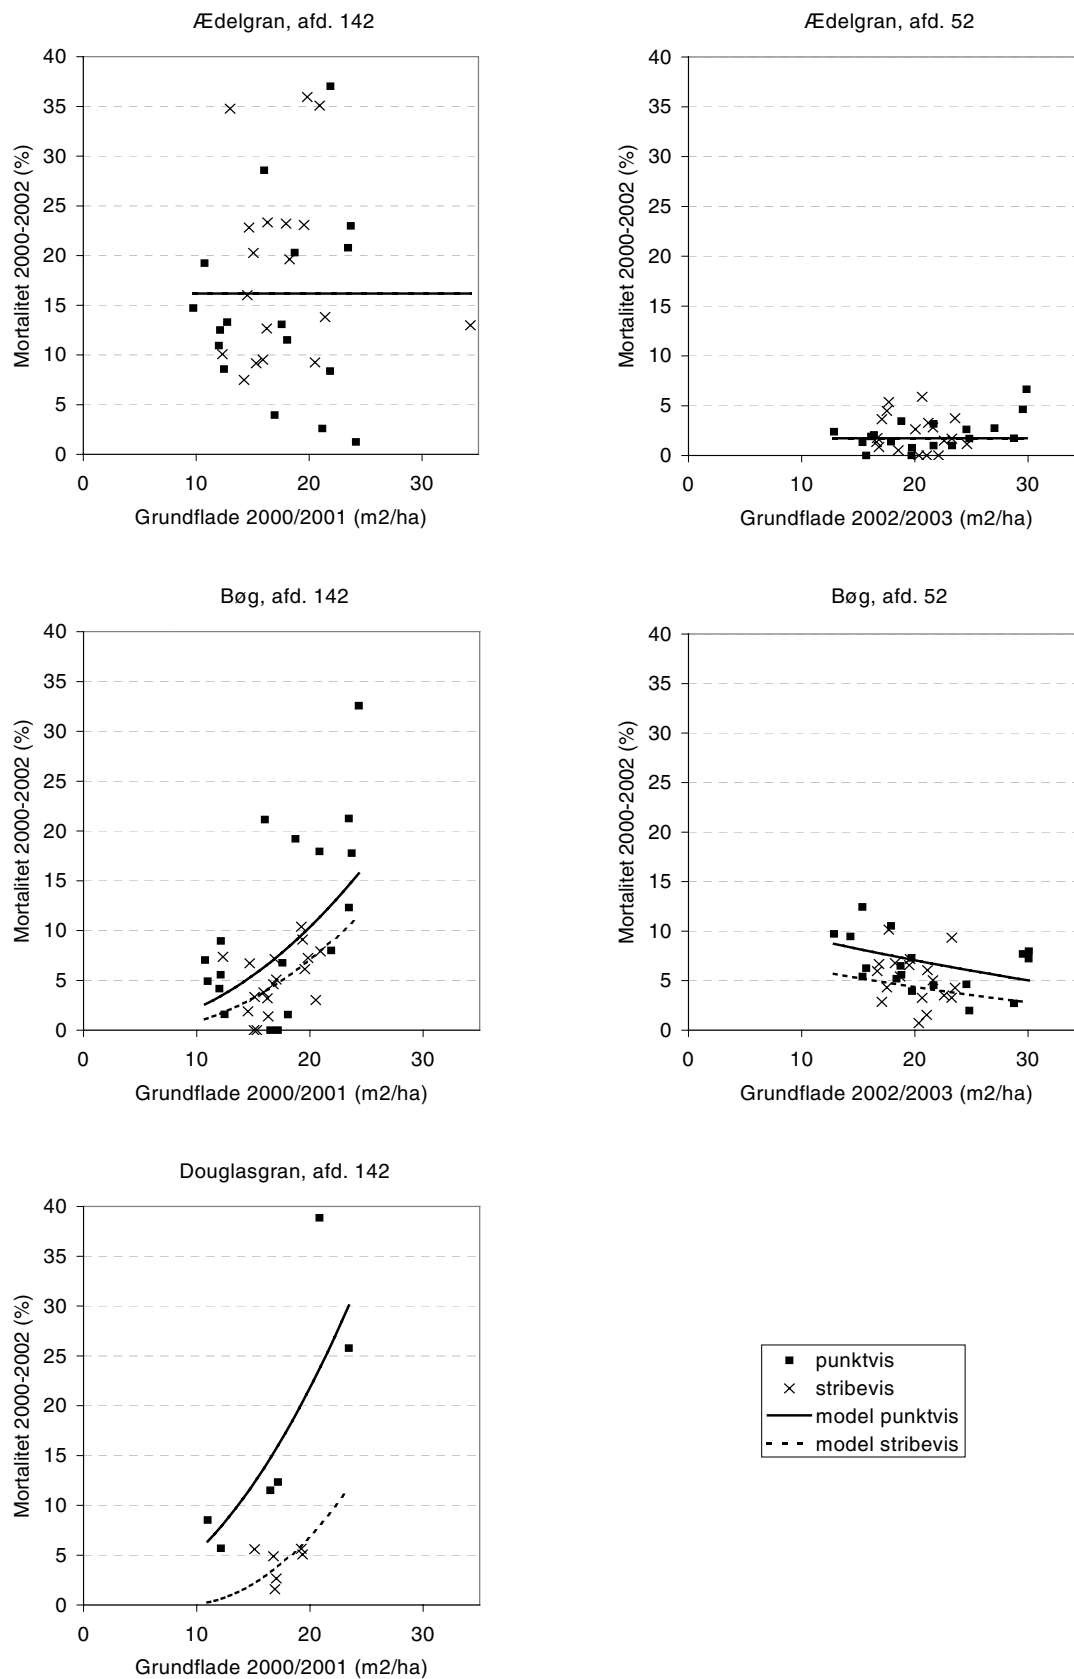 Ædelgran, afd. 142
40
35
30
25
20
15
10
5
0
0 10 20 30
Mortalitet 2000-2002 (%)
Grundflade 2000/2001 (m2/ha)
Ædelgran, afd. 52
40
35
30
25
20
15
10
5
0
0 10 20 30
Mortalitet 2000-2002 (%)
Grundflade 2002/2003 (m2/ha)
Bøg, afd. 142
40
35
30
25
20
15
10
5
0
0 10 20 30
Mortalitet 2000-2002 (%)
Grundflade 2000/2001 (m2/ha)
Bøg, afd. 52
40
35
30
25
20
15
10
5
0
0 10 20 30
Mortalitet 2000-2002 (%)
Grundflade 2002/2003 (m2/ha)
Douglasgran, afd. 142
40
35
30
25
20
15
10
5
0
0 10 20 30
Mortalitet 2000-2002 (%)
Grundflade 2000/2001 (m2/ha)
punktvis
stribevis
model punktvis
model stribevis